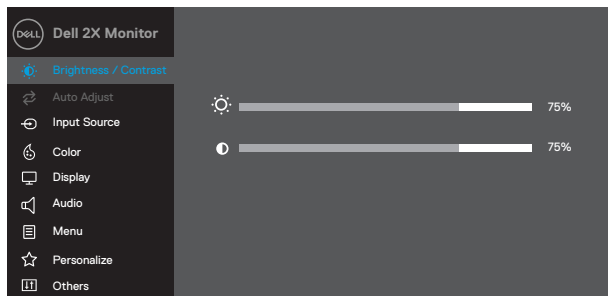 DELL
Dell 2X Monitor
Brightness / Contrast
Auto Adjust
Input Source
Color
Display
Audio
Menu
Personalize
Others
75%
75%